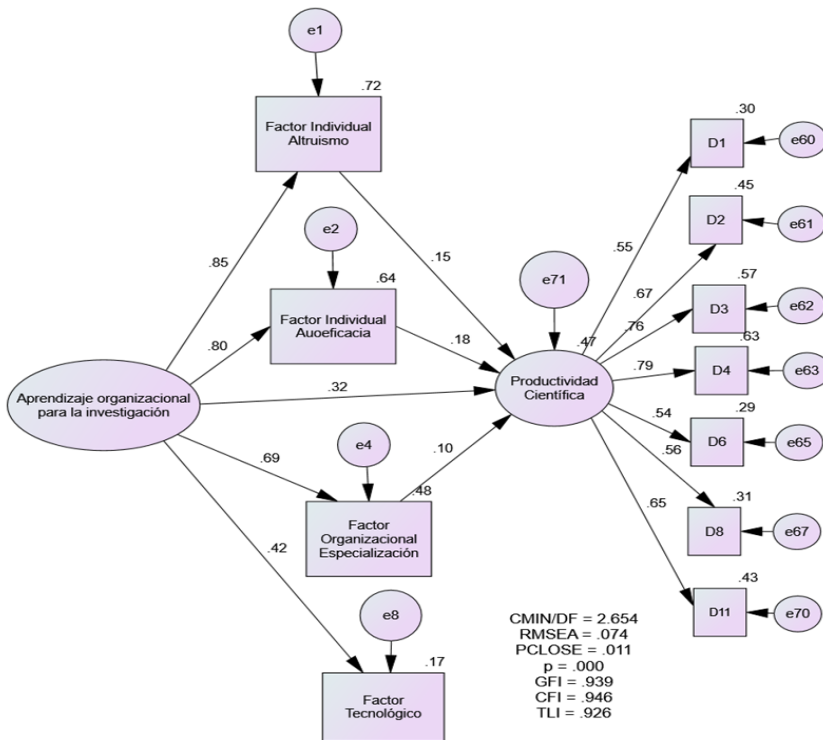 e1
.72
Factor Individual
Altruismo
.30
D1
e60
e2
.45
D2
e61
.85
.15
.55
.64
Factor Individual
Auoeficacia
e71
.67
.57
D3
e62
.80
.18
.47
.76
.63
D4
e63
Aprendizaje organizacional
para la investigación
.32
Productividad
Científica
.79
.54
.29
D6
e65
e4
.69
.10
.56
.48
.65
.31
D8
e67
Factor
Organizacional
Especialización
.42
.43
D11
e70
e8
CMIN/DF = 2.654
RMSEA = .074
PCLOSE = .011
p = .000
GFI = .939
CFI = .946
TLI = .926
.17
Factor
Tecnológico